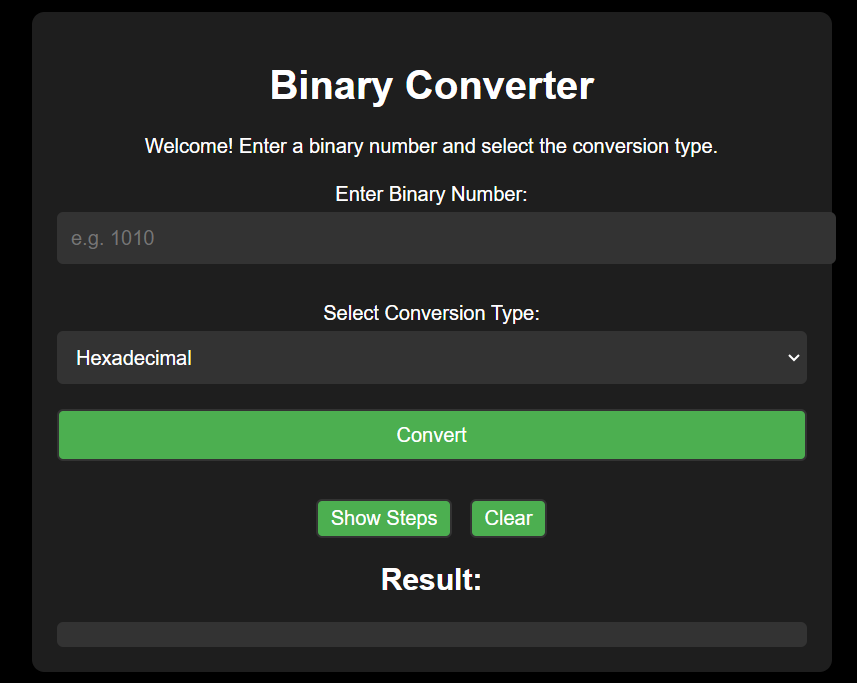 Binary Converter
Welcome! Enter a binary number and select the conversion type.
Enter Binary Number:
e.g. 1010
Select Conversion Type:
Hexadecimal
Convert
Show Steps Clear
Result: